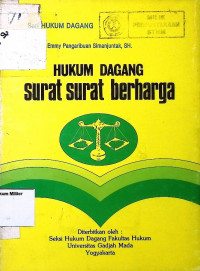 HUKUM DAGANG
Emmy Pangaribuan Simanjuntak, SH.
HUKUM DAGANG
surat surat berharga
Diterbitkan oleh :
Seksi Hukum Dagang Fakultas Hukum
Universitas Gadjah Mada
Yogyakarta